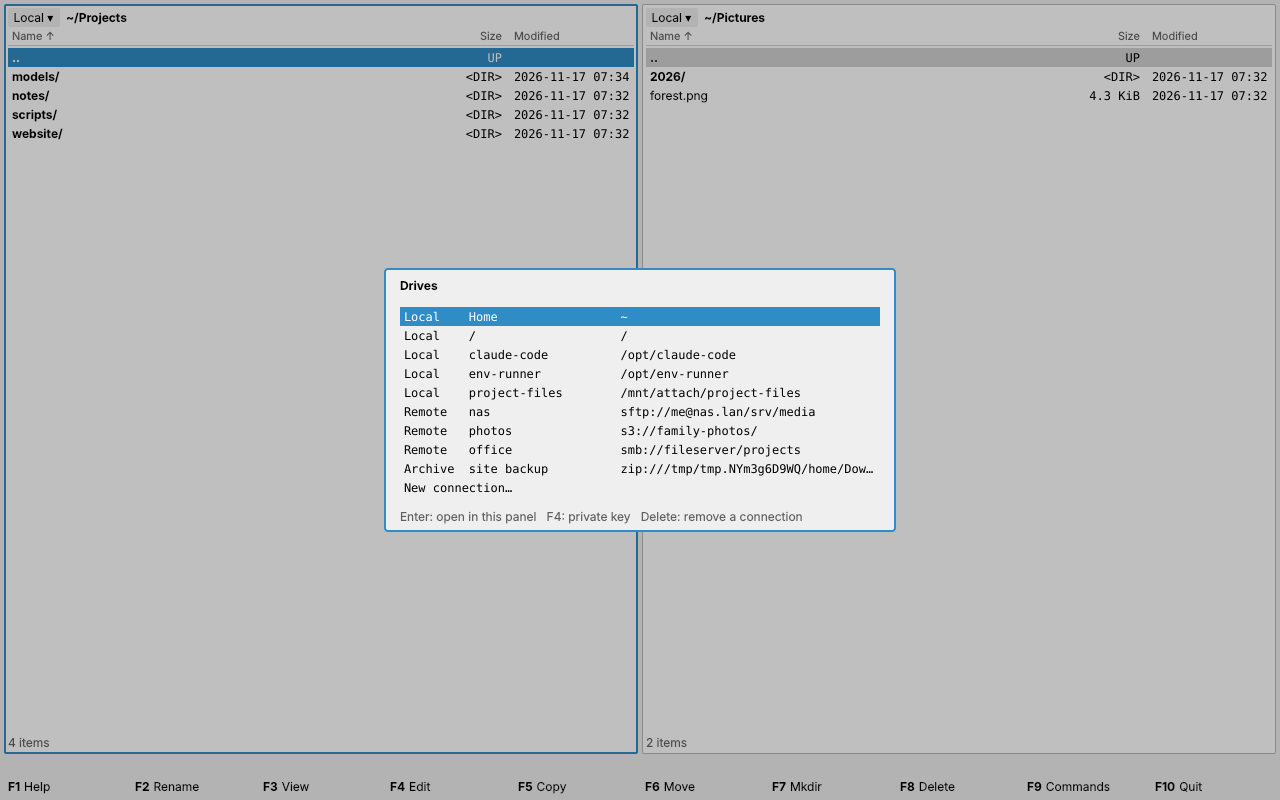 Local ▾ ~/Projects
Name ↑ Size Modified
.. UP
models/ <DIR> 2026-11-17 07:34
notes/ <DIR> 2026-11-17 07:32
scripts/ <DIR> 2026-11-17 07:32
website/ <DIR> 2026-11-17 07:32
4 items
Local ▾ ~/Pictures
Name ↑ Size Modified
.. UP
2026/ <DIR> 2026-11-17 07:32
forest.png 4.3 KiB 2026-11-17 07:32
2 items
Drives
Local Home ~
Local / /
Local claude-code /opt/claude-code
Local env-runner /opt/env-runner
Local project-files /mnt/attach/project-files
Remote nas sftp://me@nas.lan/srv/media
Remote photos s3://family-photos/
Remote office smb://fileserver/projects
Archive site backup zip:///tmp/tmp.NYm3g6D9WQ/home/Dow…
New connection…
Enter: open in this panel F4: private key Delete: remove a connection
F1 Help F2 Rename F3 View F4 Edit F5 Copy F6 Move F7 Mkdir F8 Delete F9 Commands F10 Quit